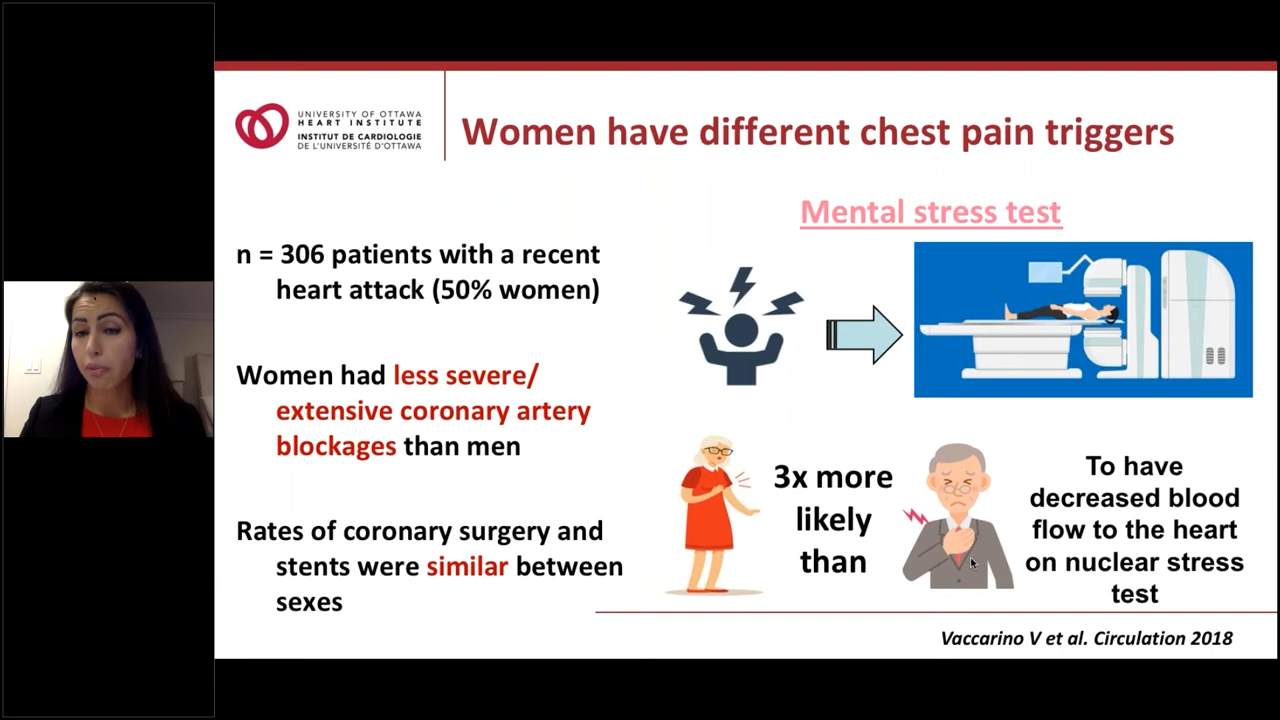 UNIVERSITY OF OTTAWA
HEART INSTITUTE
INSTITUT DE CARDIOLOGIE
DE L'UNIVERSITÉ D'OTTAWA
Women have different chest pain triggers
n = 306 patients with a recent
heart attack (50% women)
Women had less severe/
extensive coronary artery
blockages than men
Rates of coronary surgery and
stents were similar between
sexes
Mental stress test
3x more
likely
than
To have
decreased blood
flow to the heart
on nuclear stress
test
Vaccarino V et al. Circulation 2018